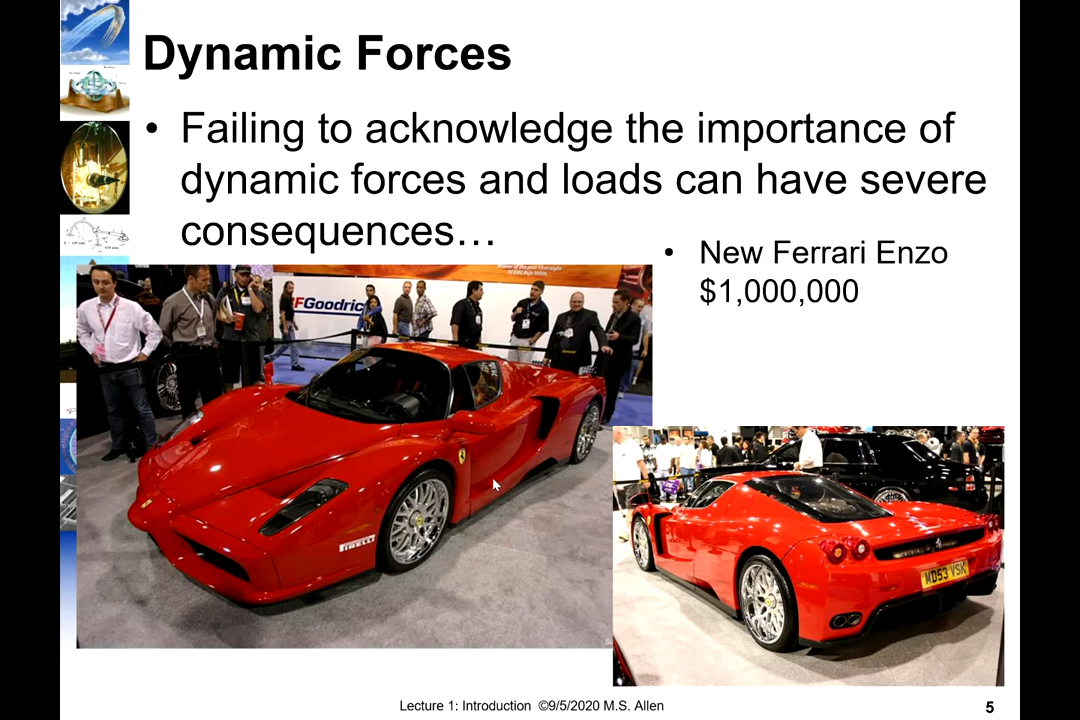 Dynamic Forces
• Failing to acknowledge the importance of
dynamic forces and loads can have severe
consequences…
• New Ferrari Enzo
$1,000,000
FGoodric
PIRELLI
MD53 VSK
Lecture 1: Introduction ©9/5/2020 M.S. Allen
5